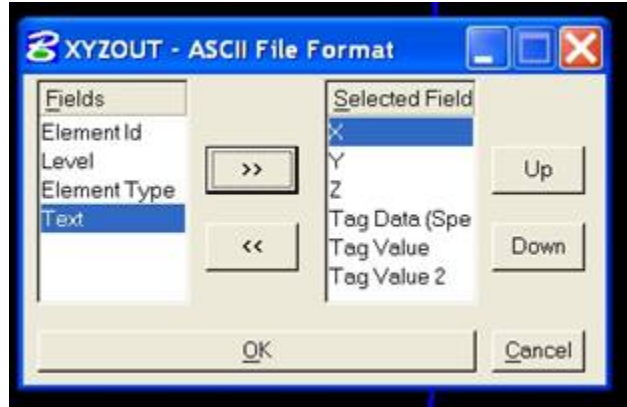 XYZOUT - ASCII File Format
Fields
Element Id
Level
Element Type
Text
>>
<<
Selected Field
X
Y
Z
Tag Data (Spe
Tag Value
Tag Value 2
Up
Down
OK
Cancel